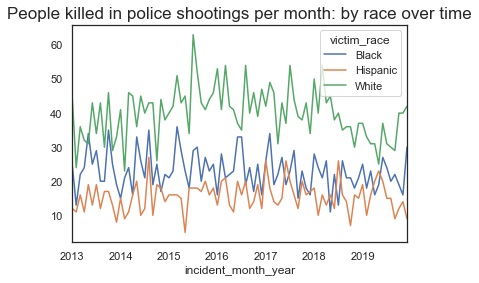 People killed in police shootings per month: by race over time
victim_race
Black
Hispanic
White
60
50
40
30
20
10
2013 2014 2015 2016 2017 2018 2019
incident_month_year